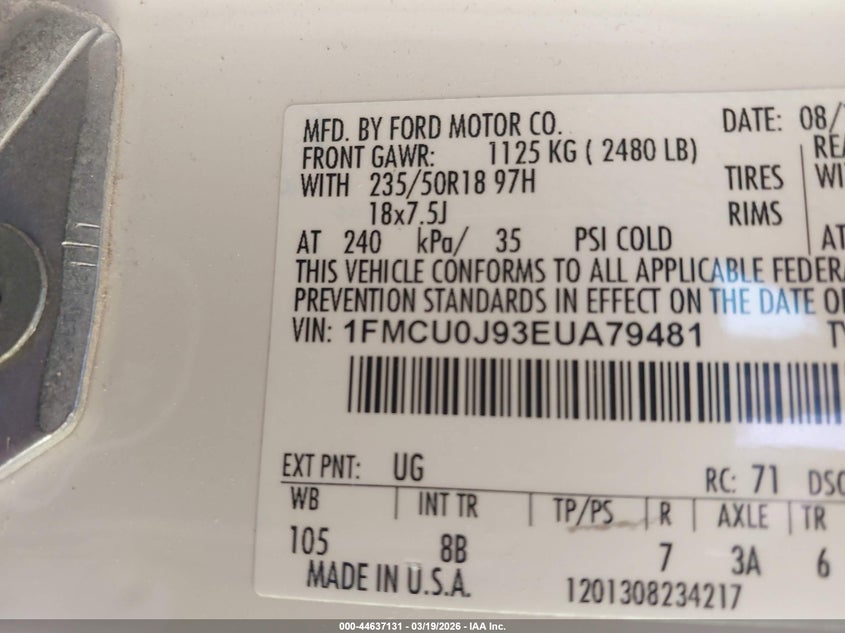 MFD. BY FORD MOTOR CO. DATE: 08/
FRONT GAWR: 1125 KG ( 2480 LB)
WITH 235/50R18 97H TIRES
18x7.5J RIMS
AT 240 kPa/ 35 PSI COLD AT
THIS VEHICLE CONFORMS TO ALL APPLICABLE
PREVENTION STANDARDS IN EFFECT ON THE DATE
VIN: 1FMCU0J93EUA79481
EXT PNT: UG RC: 71
WB INT TR TP/PS R AXLE TR
105 8B 7 3A 6
MADE IN U.S.A. 1201308234217
000-44637131 - 03/19/2026 - IAA Inc.